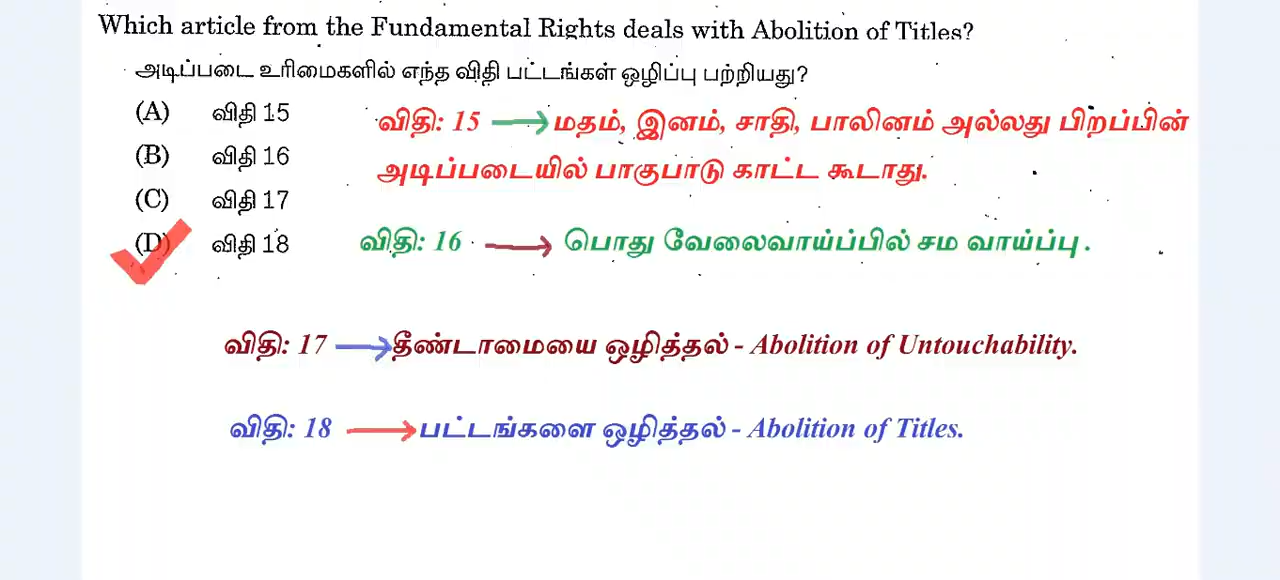 Which article from the Fundamental Rights deals with Abolition of Titles?
அடிப்படை உரிமைகளில் எந்த விதி பட்டங்கள் ஒழிப்பு பற்றியது?
(A) விதி 15
(B) விதி 16
(C) விதி 17
(D) விதி 18
விதி: 15 மதம், இனம், சாதி, பாலினம் அல்லது பிறப்பின்
அடிப்படையில் பாகுபாடு காட்ட கூடாது.
விதி: 16 பொது வேலைவாய்ப்பில் சம வாய்ப்பு.
விதி: 17 தீண்டாமையை ஒழித்தல் - Abolition of Untouchability.
விதி: 18 பட்டங்களை ஒழித்தல் - Abolition of Titles.